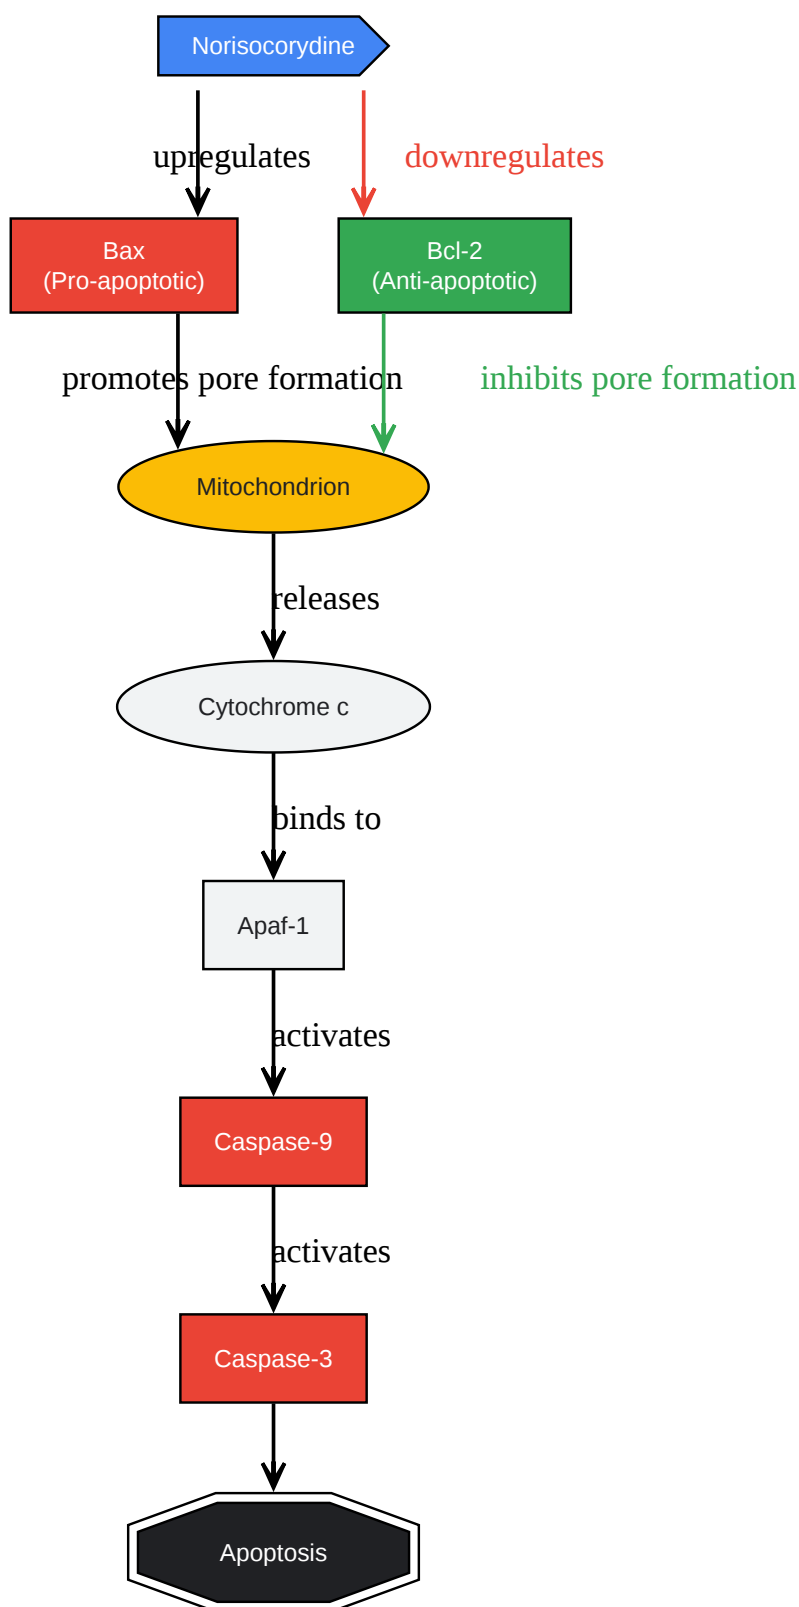 Norisocorydine
upregulates
downregulates
Bax
(Pro-apoptotic)
Bcl-2
(Anti-apoptotic)
promotes pore formation
inhibits pore formation
Mitochondrion
releases
Cytochrome c
binds to
Apaf-1
activates
Caspase-9
activates
Caspase-3
Apoptosis